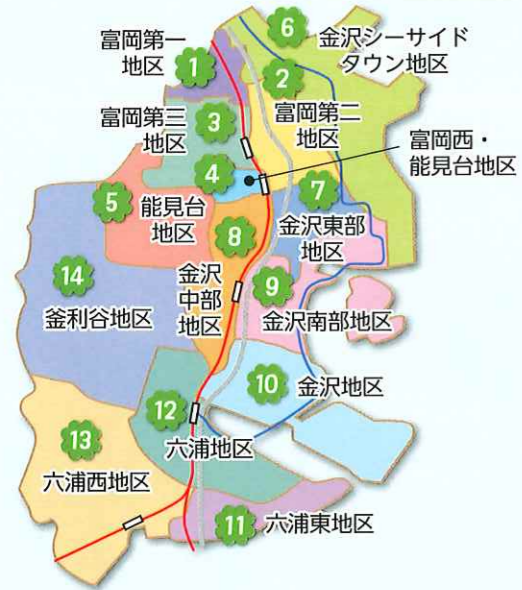 1
富岡第一
地区
2
富岡第二
地区
3
富岡第三
地区
4
富岡西・
能見台地区
5
能見台
地区
6
金沢シーサイド
タウン地区
7
金沢東部
地区
8
金沢
中部
地区
9
金沢南部地区
10
金沢地区
11
六浦東地区
12
六浦地区
13
六浦西地区
14
釜利谷地区